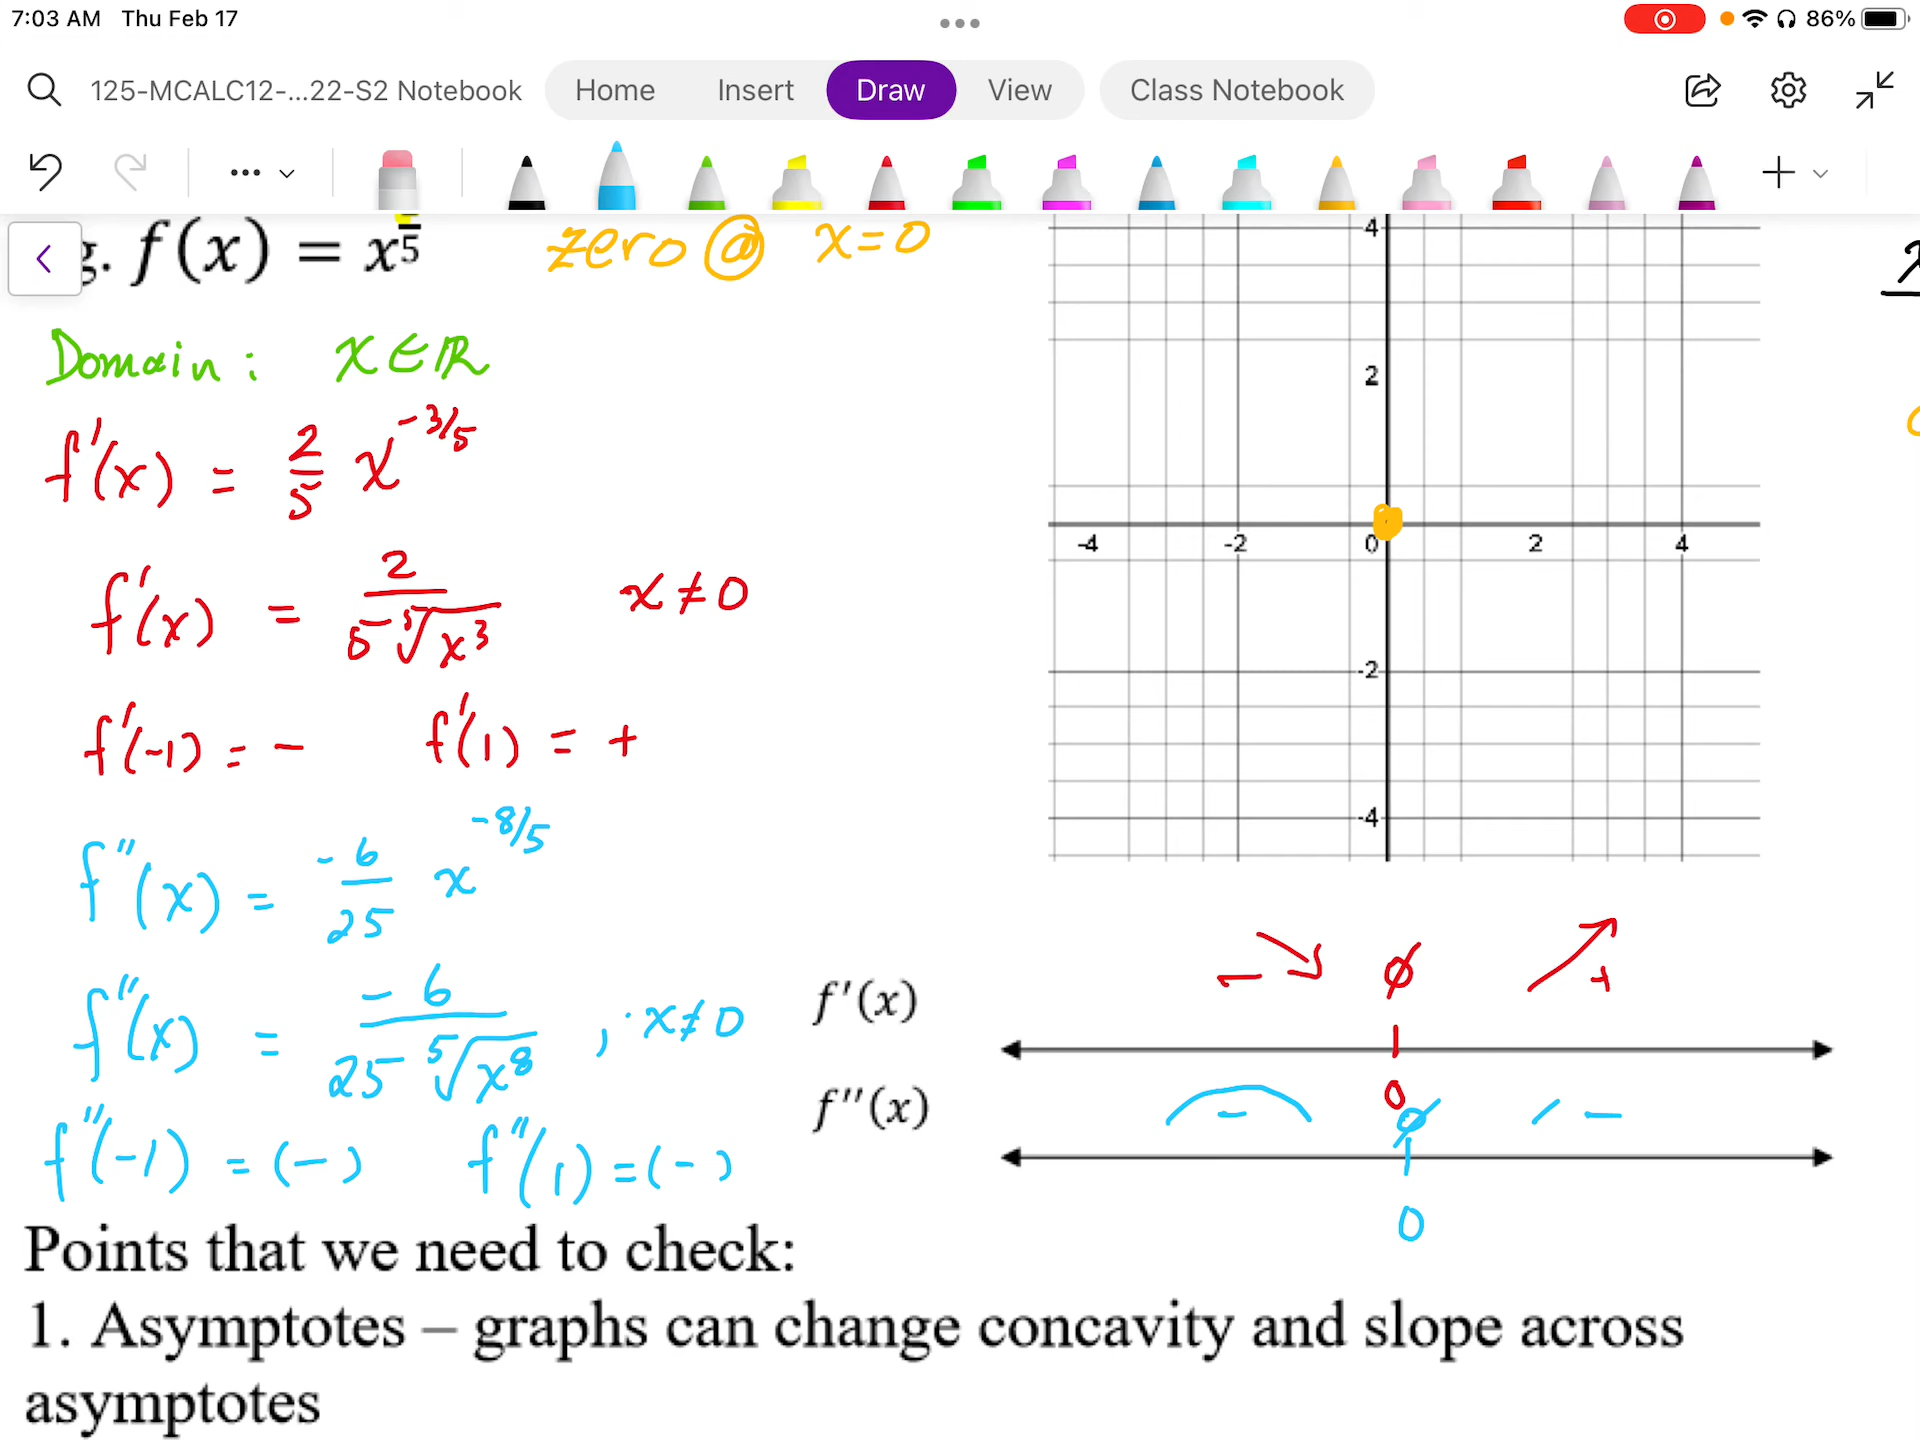 7:03 AM Thu Feb 17 86%
125-MCALC12-...22-S2 Notebook Home Insert Draw View Class Notebook
g. f(x) = x^5 zero @ x=0
Domain: x∈ℝ
f'(x) = 2/5 x^-3/5
f'(x) = 2/(5 ⁵√x³) x≠0
f'(-1) = - f'(1) = +
f''(x) = -6/25 x^-8/5
f''(x) = -6/(25 ⁵√x⁸) , x≠0
f''(-1) = (-) f''(1) = (-)
4
2
-4 -2 0 2 4
-2
-4
- ∅ +
f'(x)
0
f''(x) - ∅ -
0
Points that we need to check:
1. Asymptotes – graphs can change concavity and slope across
asymptotes